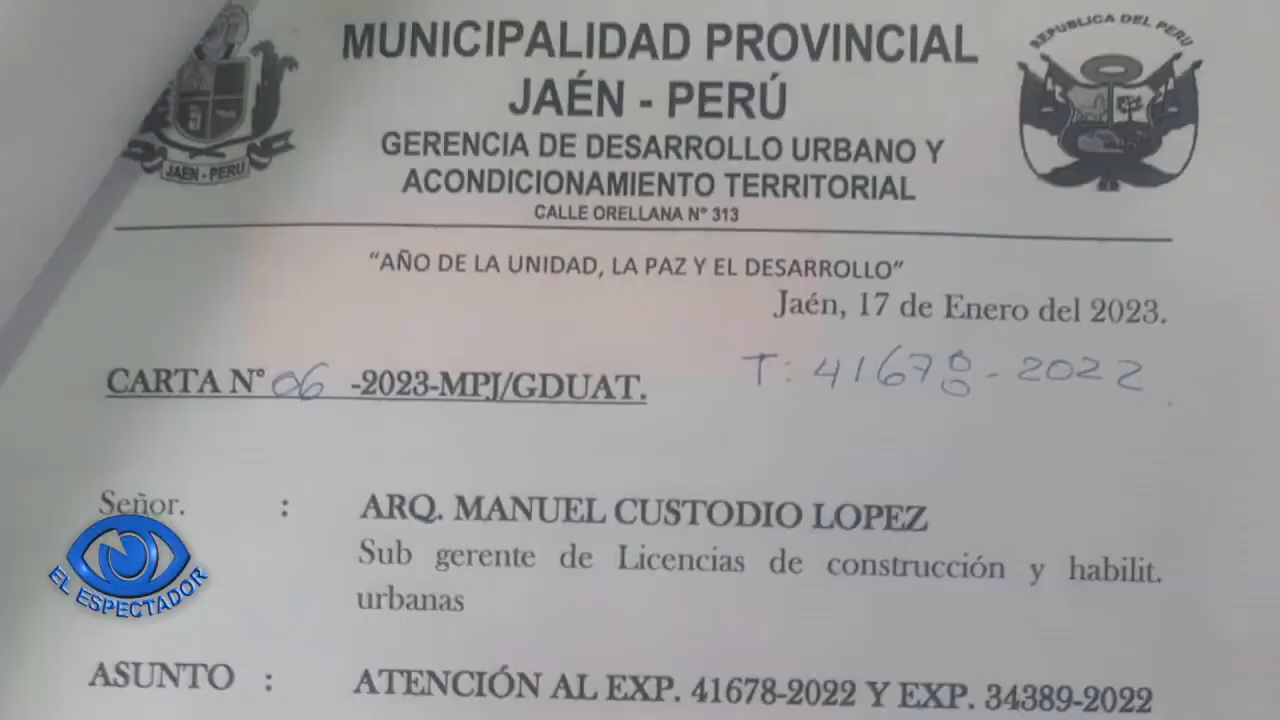 MUNICIPALIDAD PROVINCIAL
JAÉN - PERÚ
GERENCIA DE DESARROLLO URBANO Y
ACONDICIONAMIENTO TERRITORIAL
CALLE ORELLANA N° 313
JAEN - PERU
REPUBLICA DEL PERU
“AÑO DE LA UNIDAD, LA PAZ Y EL DESARROLLO”
Jaén, 17 de Enero del 2023.
T: 41678-2022
CARTA N° 06 -2023-MPJ/GDUAT.
Señor. : ARQ. MANUEL CUSTODIO LOPEZ
Sub gerente de Licencias de construcción y habilit.
urbanas
EL ESPECTADOR
ASUNTO : ATENCIÓN AL EXP. 41678-2022 Y EXP. 34389-2022